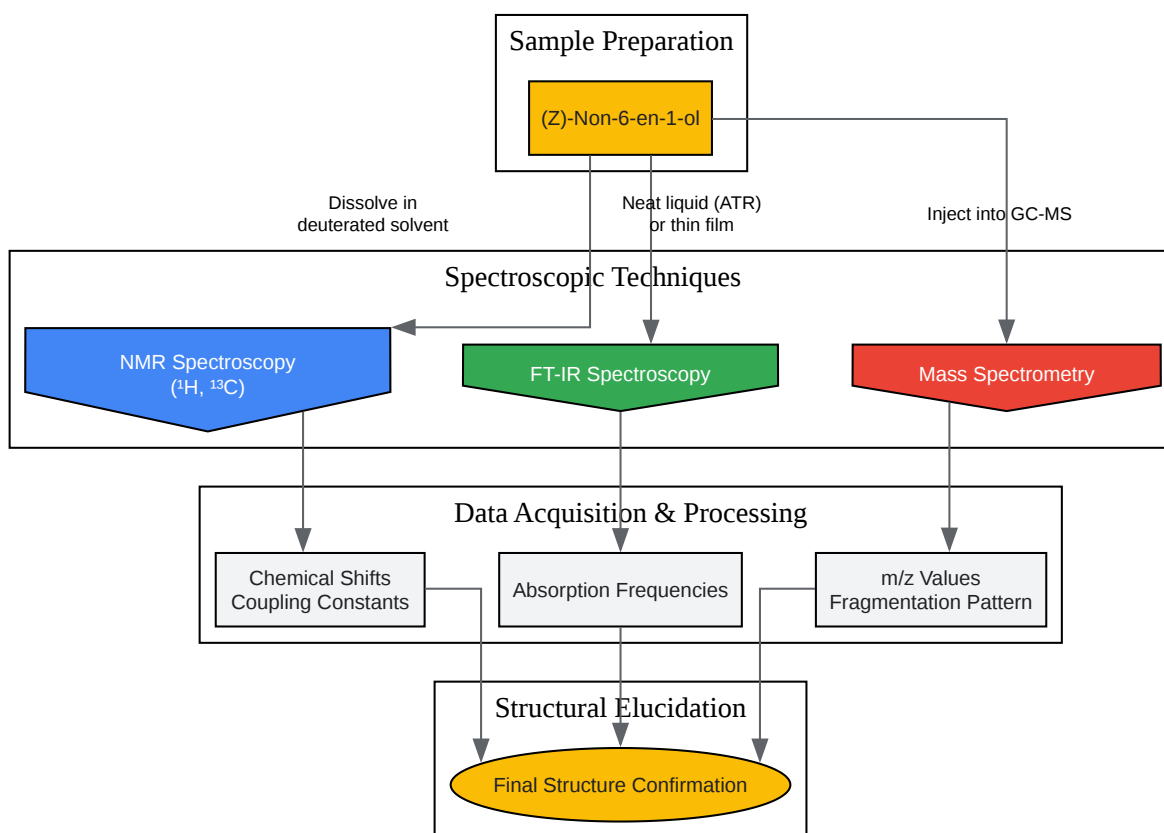 Sample Preparation
(Z)-Non-6-en-1-ol
Dissolve in
deuterated solvent
Neat liquid (ATR)
or thin film
Inject into GC-MS
Spectroscopic Techniques
NMR Spectroscopy
(¹H, ¹³C)
FT-IR Spectroscopy
Mass Spectrometry
Data Acquisition & Processing
Chemical Shifts
Coupling Constants
Absorption Frequencies
m/z Values
Fragmentation Pattern
Structural Elucidation
Final Structure Confirmation